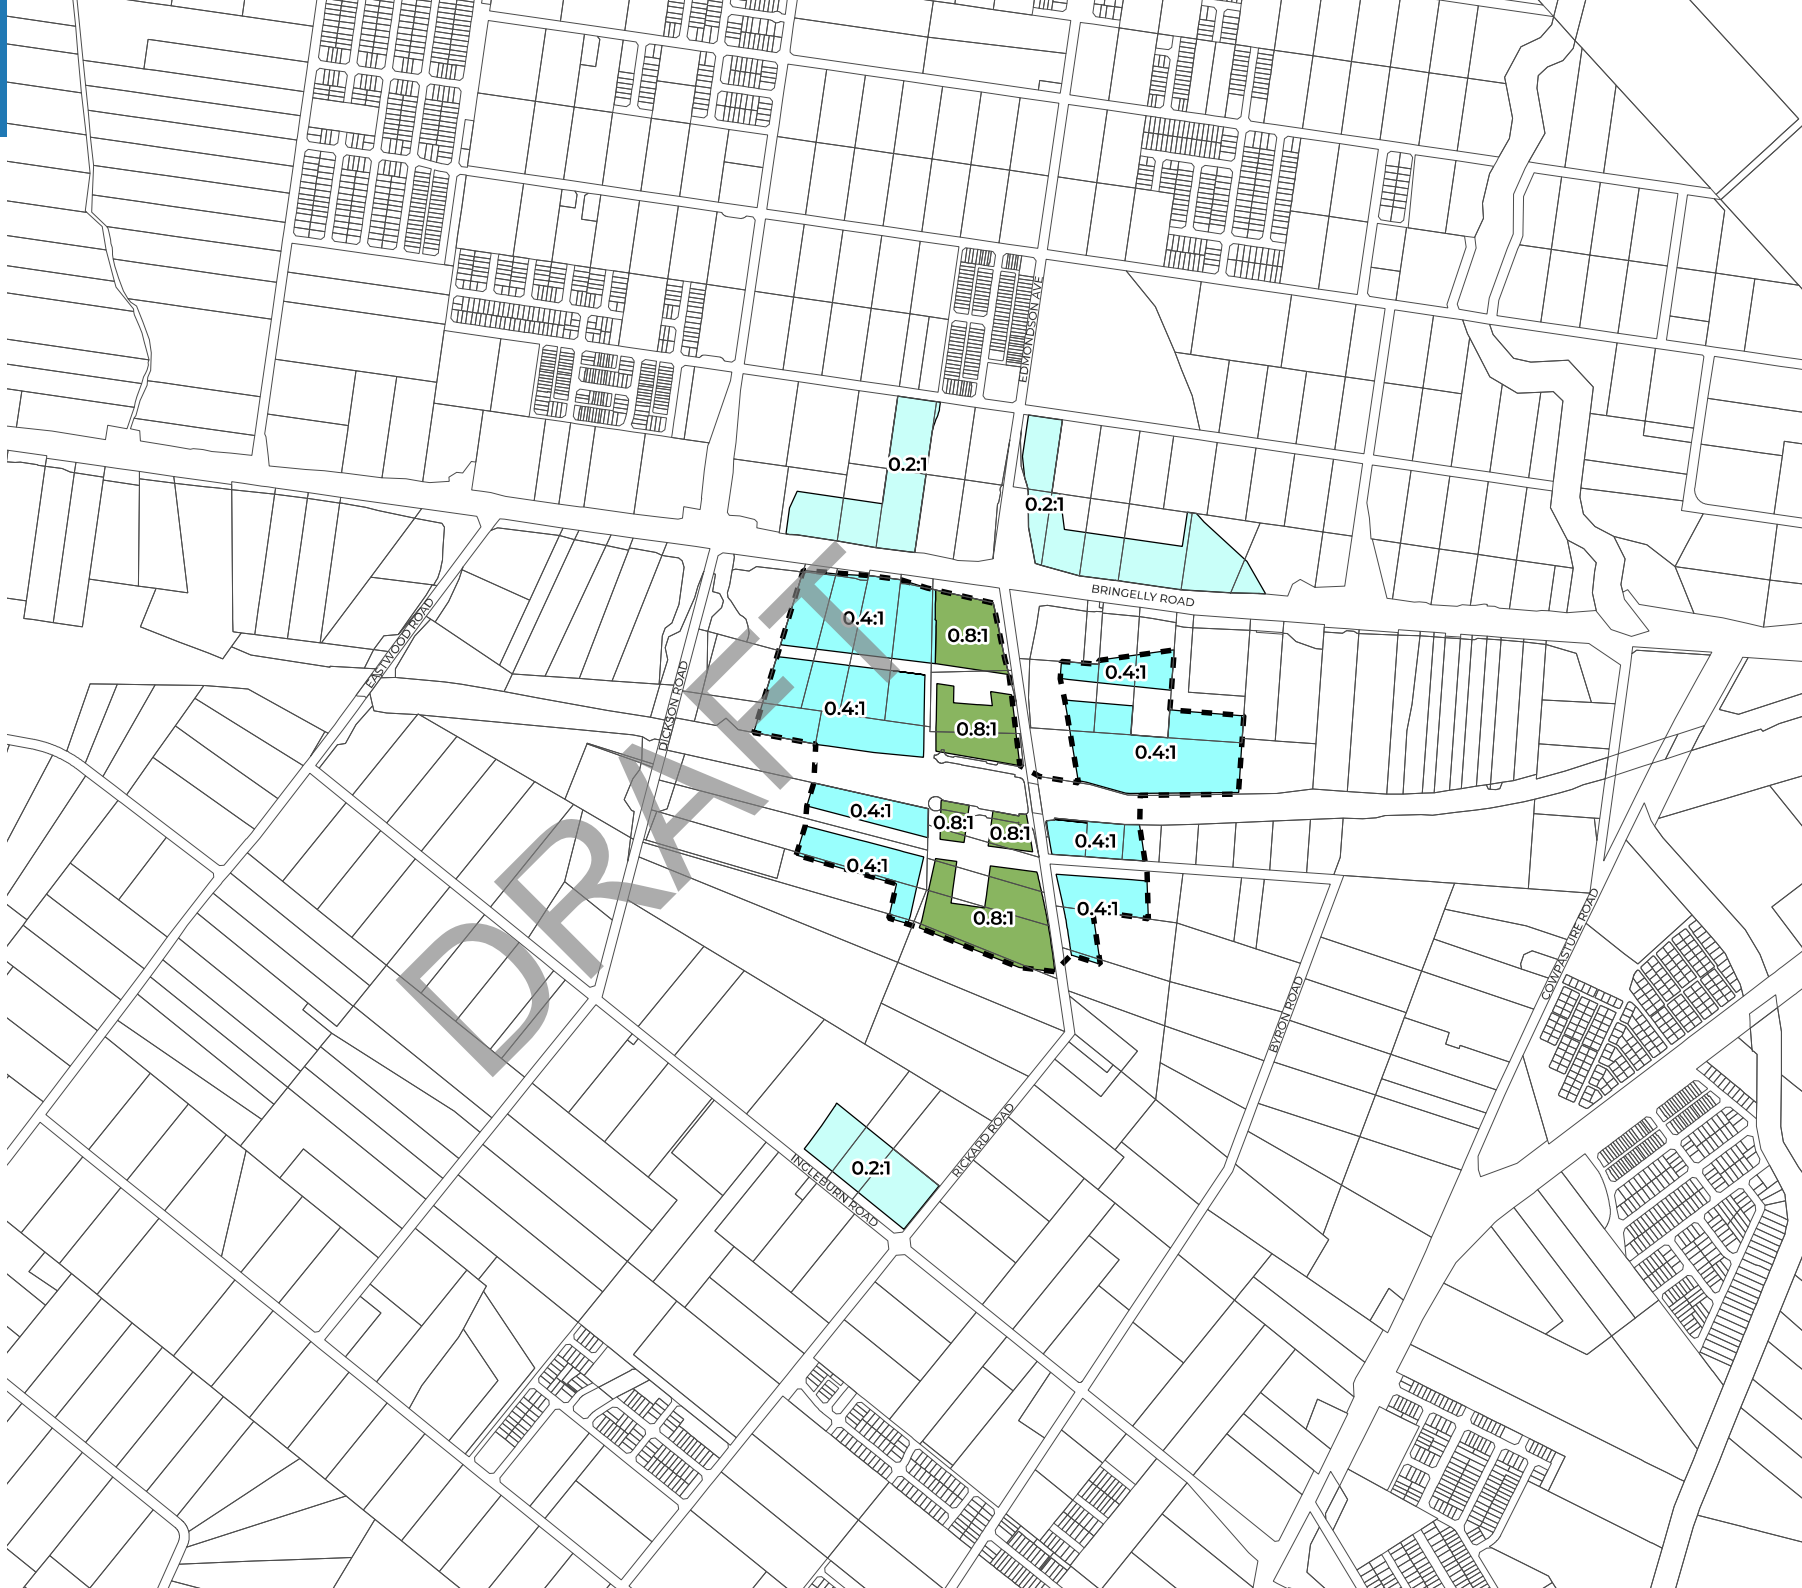 EDMONDSON AVE
0.2:1
0.2:1
BRINGELLY ROAD
0.4:1
0.8:1
EASTWOOD ROAD
0.4:1
DICKSON ROAD
0.4:1
0.8:1
0.4:1
0.4:1
0.8:1
0.8:1
0.4:1
0.4:1
0.4:1
0.8:1
DRAFT
COWPASTURE ROAD
BYRON ROAD
RICKARD ROAD
0.2:1
INGLEBURN ROAD